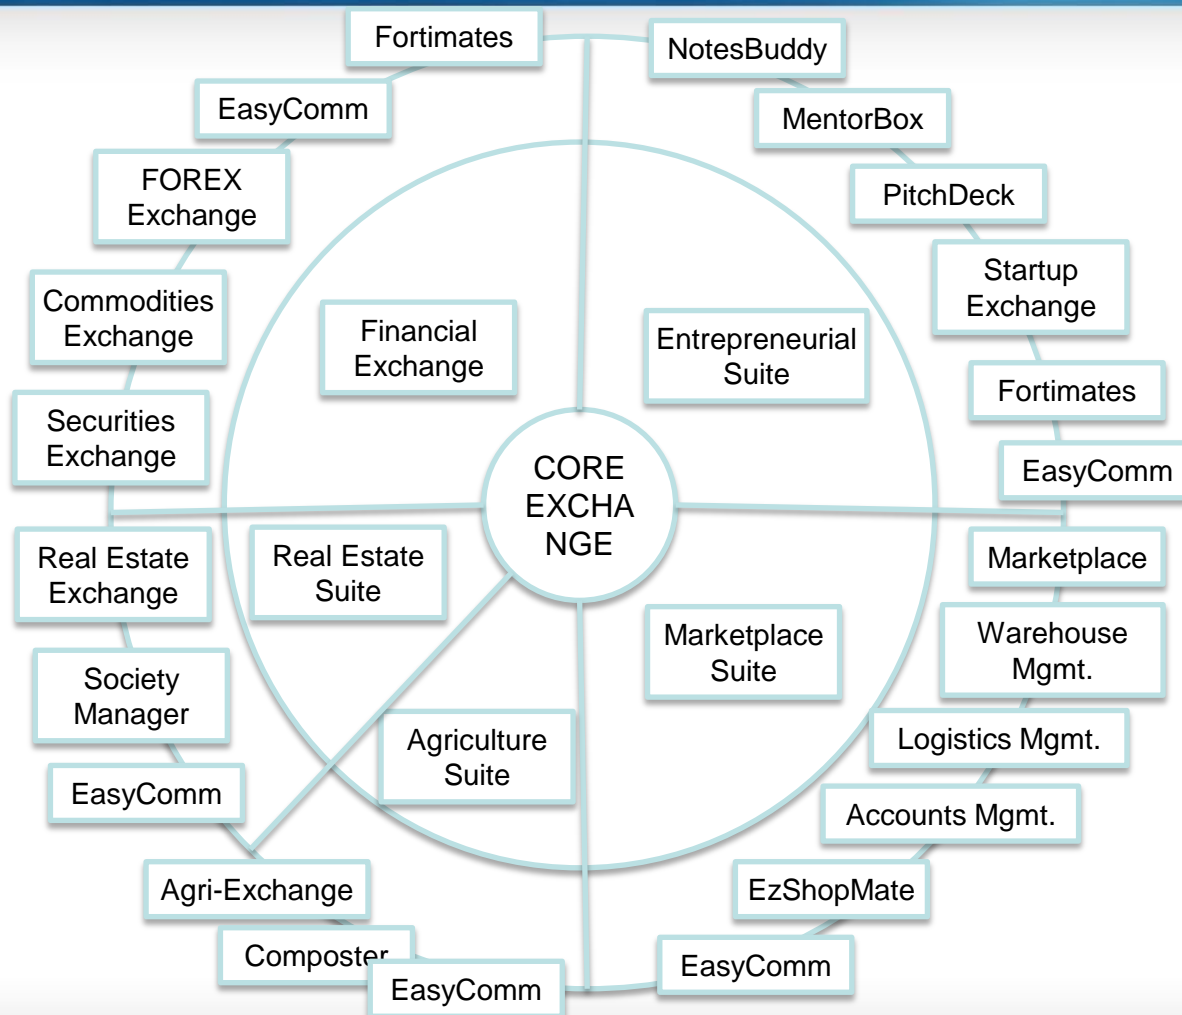 Fortimates
NotesBuddy
EasyComm
MentorBox
FOREX
Exchange
PitchDeck
Commodities
Exchange
Startup
Exchange
Financial
Exchange
Entrepreneurial
Suite
Securities
Exchange
Fortimates
EasyComm
CORE
EXCHA
NGE
Real Estate
Exchange
Real Estate
Suite
Marketplace
Marketplace
Suite
Warehouse
Mgmt.
Society
Manager
Agriculture
Suite
Logistics Mgmt.
EasyComm
Accounts Mgmt.
Agri-Exchange
EzShopMate
Composter
EasyComm
EasyComm